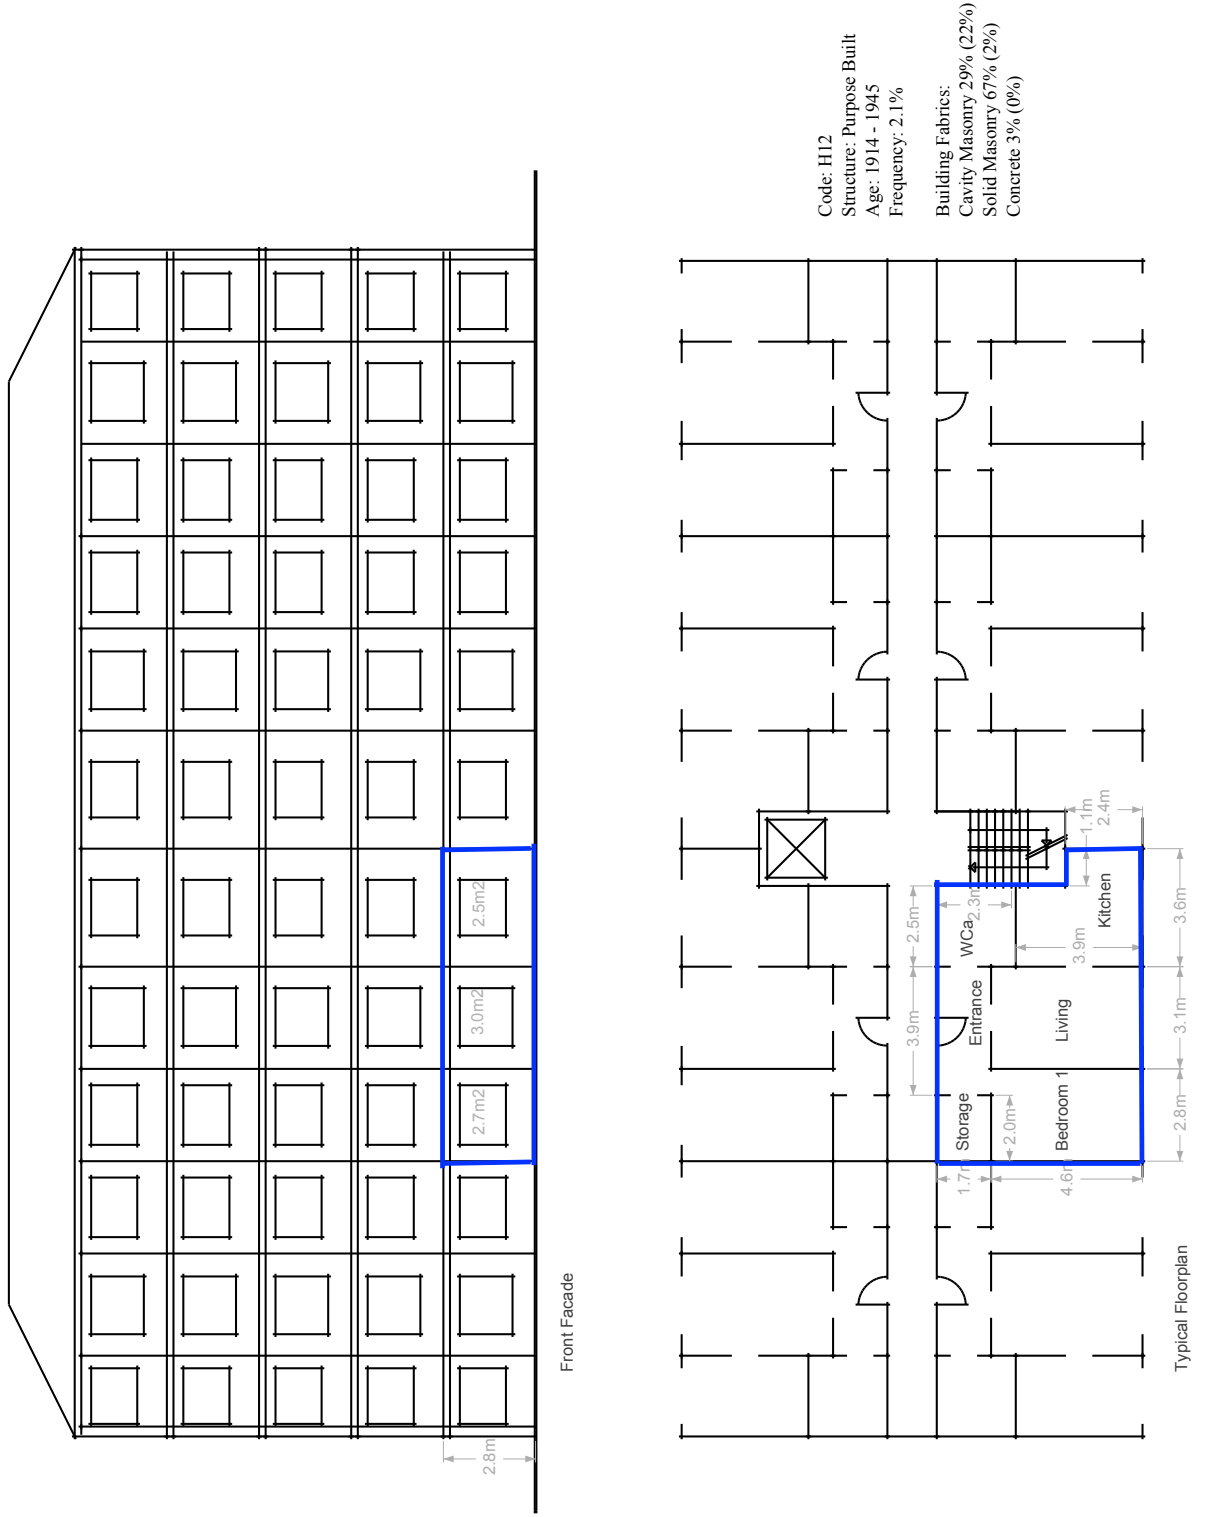 Code: H12
Structure: Purpose Built
Age: 1914 - 1945
Frequency: 2.1%
Building Fabrics:
Cavity Masonry 29% (22%)
Solid Masonry 67% (2%)
Concrete 3% (0%)
2.7m2
3.0m2
2.5m2
2.8m
Front Facade
3.9m
2.5m
Storage
Entrance
WCa
2.3m
1.7m
2.0m
Bedroom 1
Living
Kitchen
3.9m
1.1m
2.4m
4.6m
2.8m
3.1m
3.6m
Typical Floorplan